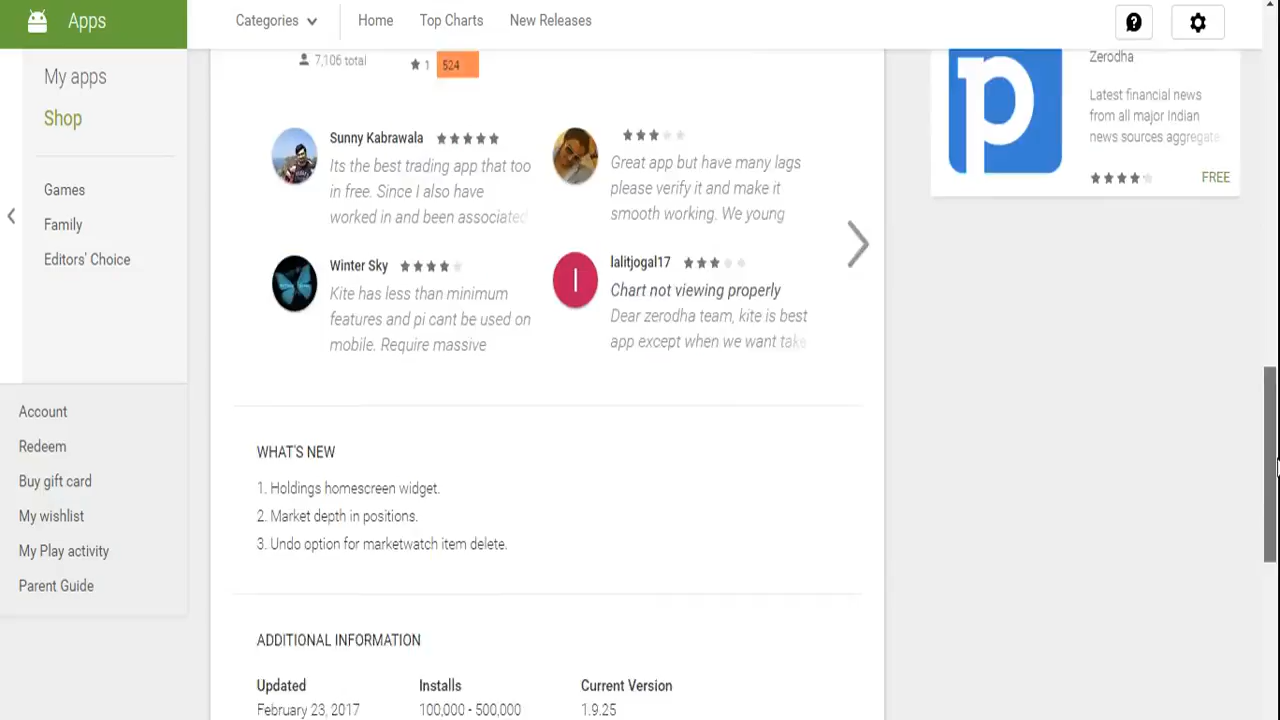 Apps
Categories
Home
Top Charts
New Releases
My apps
Shop
Games
Family
Editors' Choice
Account
Redeem
Buy gift card
My wishlist
My Play activity
Parent Guide
7,106 total
1
524
Sunny Kabrawala
Its the best trading app that too
in free. Since I also have
worked in and been associated
Great app but have many lags
please verify it and make it
smooth working. We young
Winter Sky
Kite has less than minimum
features and pi cant be used on
mobile. Require massive
l
lalitjogal17
Chart not viewing properly
Dear zerodha team, kite is best
app except when we want take
WHAT'S NEW
1. Holdings homescreen widget.
2. Market depth in positions.
3. Undo option for marketwatch item delete.
ADDITIONAL INFORMATION
Updated
February 23, 2017
Installs
100,000 - 500,000
Current Version
1.9.25
p
Zerodha
Latest financial news
from all major Indian
news sources aggregate
FREE